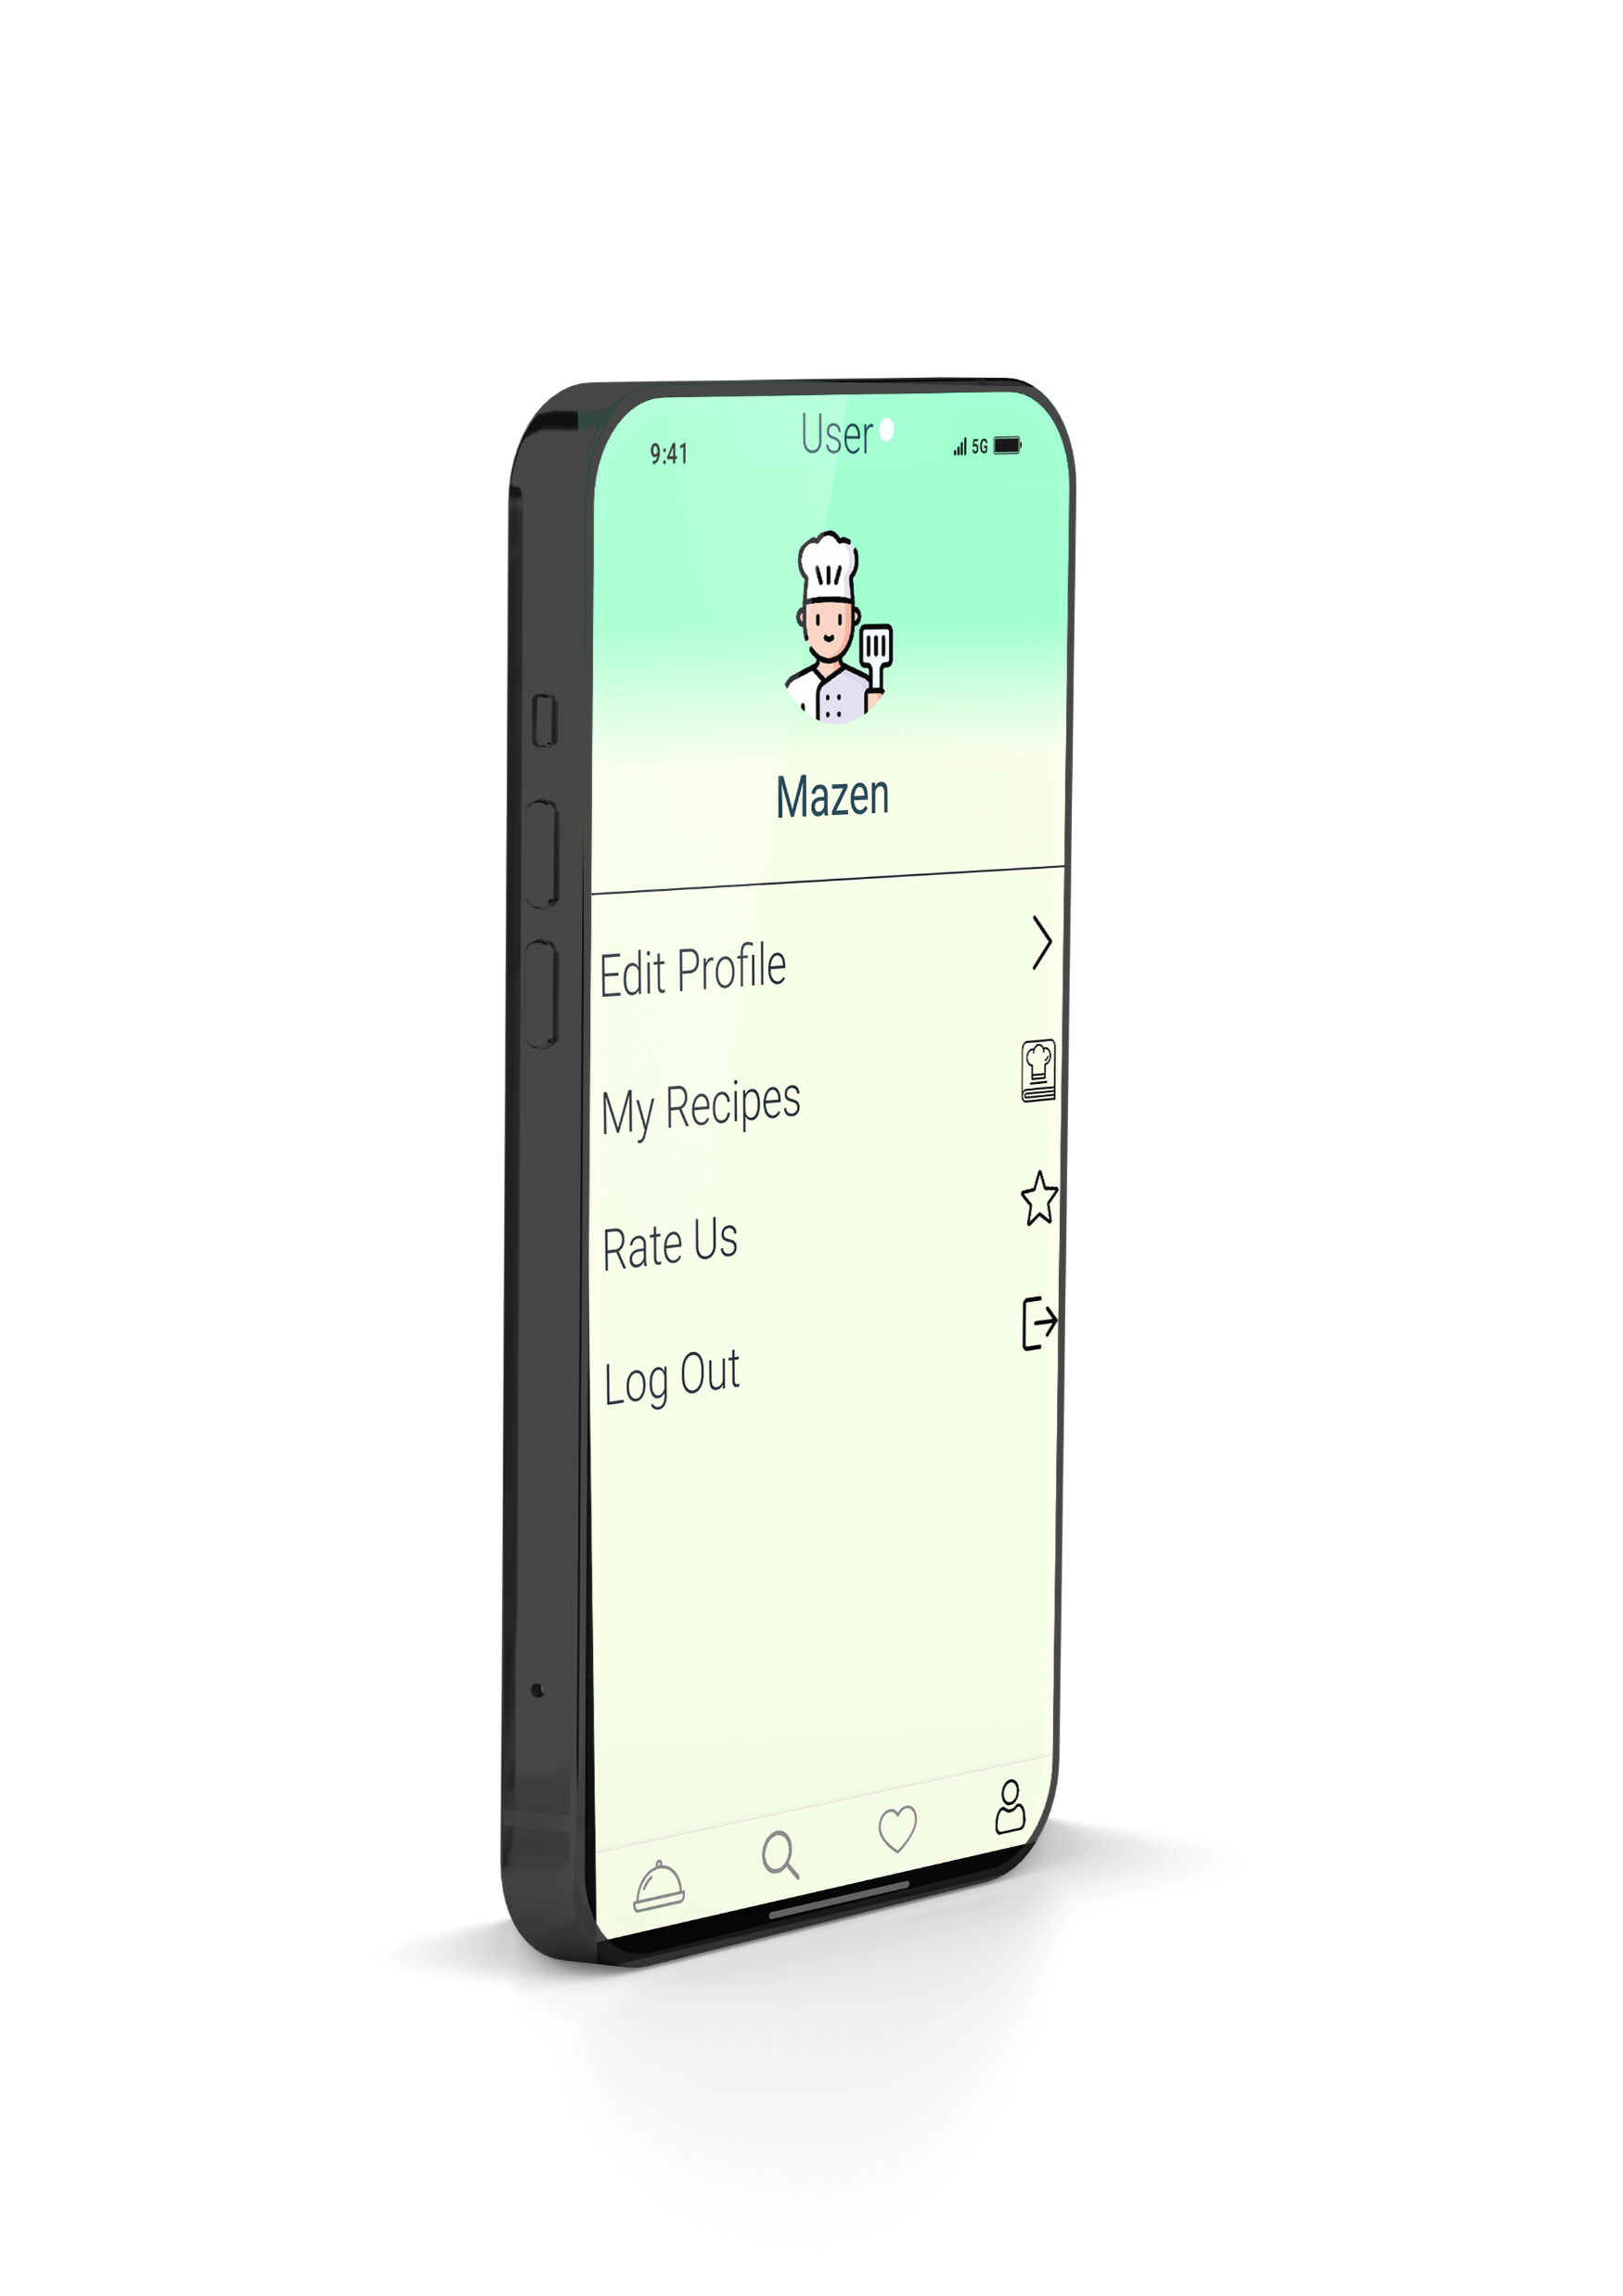 User
9:41 5G
Mazen
Edit Profile
My Recipes
Rate Us
Log Out